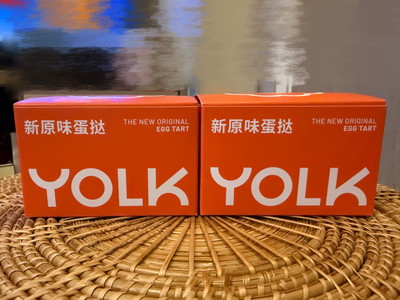 新原味蛋挞
THE NEW ORIGINAL
EGG TART
YOLK
新原味蛋挞
THE NEW ORIGINAL
EGG TART
YOLK